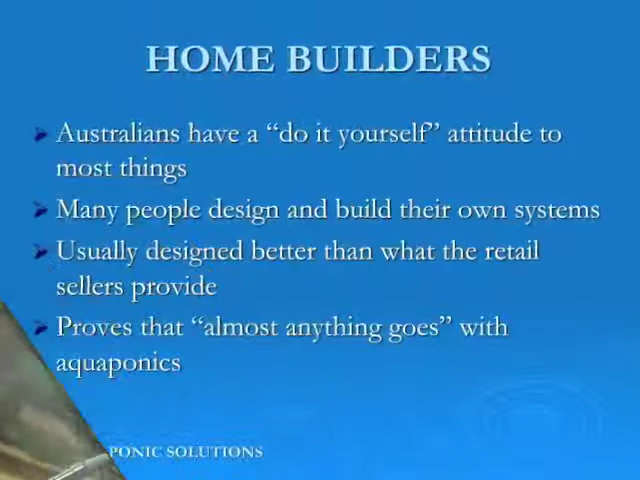 HOME BUILDERS
Australians have a “do it yourself” attitude to
most things
Many people design and build their own systems
Usually designed better than what the retail
sellers provide
Proves that “almost anything goes” with
aquaponics
PONIC SOLUTIONS